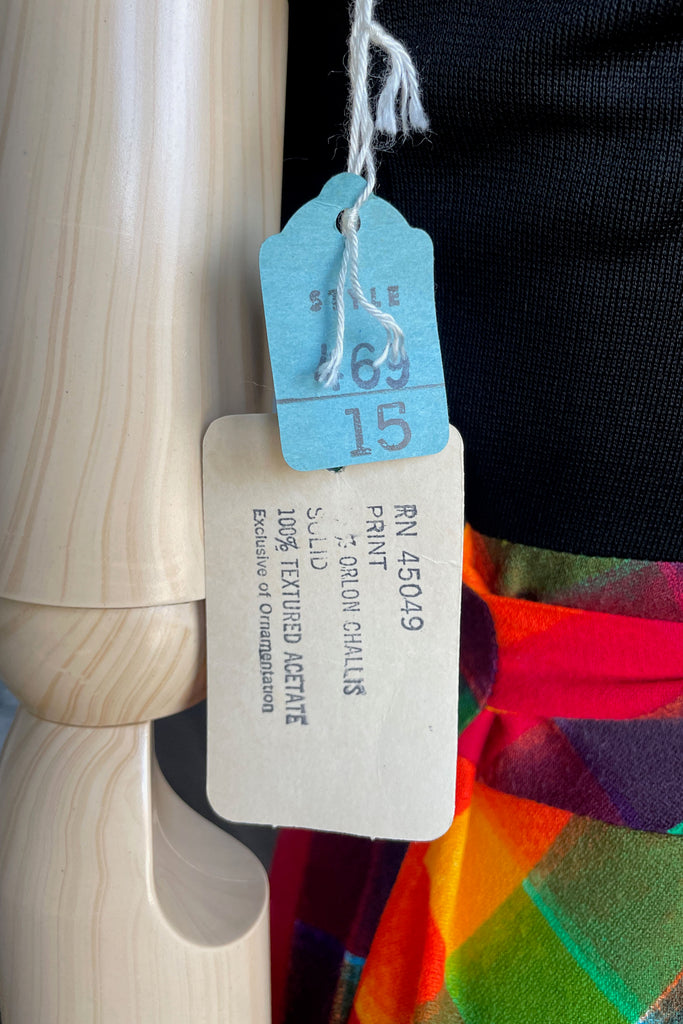 STYLE
469
15
RN 45049
PRINT
% ORLON CHALLIS
SOLID
100% TEXTURED ACETATE
Exclusive of Ornamentation